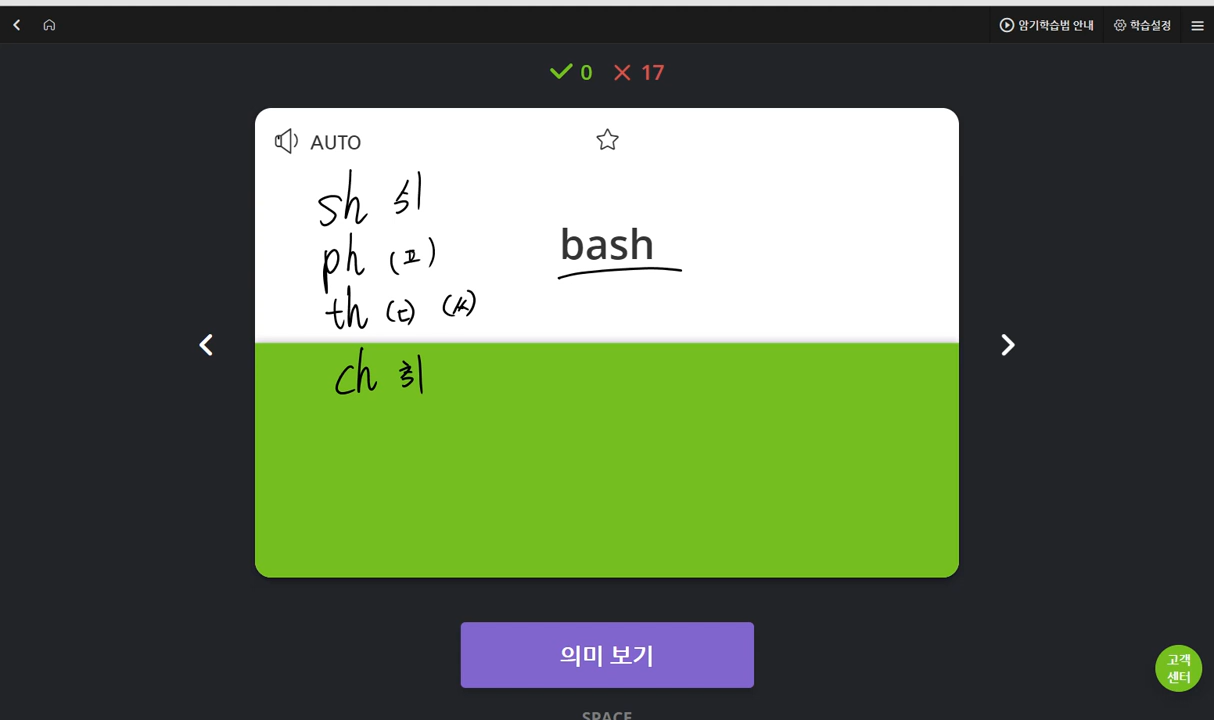 암기학습법 안내 학습설정
0 17
AUTO
sh 쉬
bash
ph (ㅍ)
th (ㄷ) (ㅆ)
ch 취
의미 보기
고객
센터
SPACE